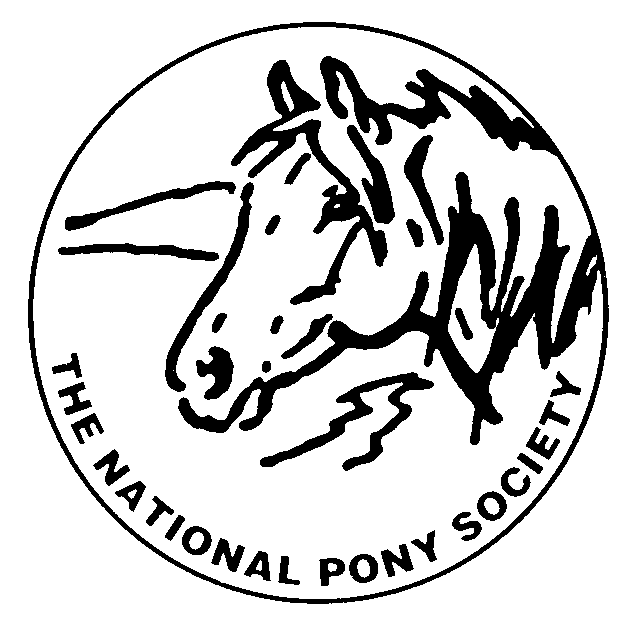 THE NATIONAL PONY SOCIETY